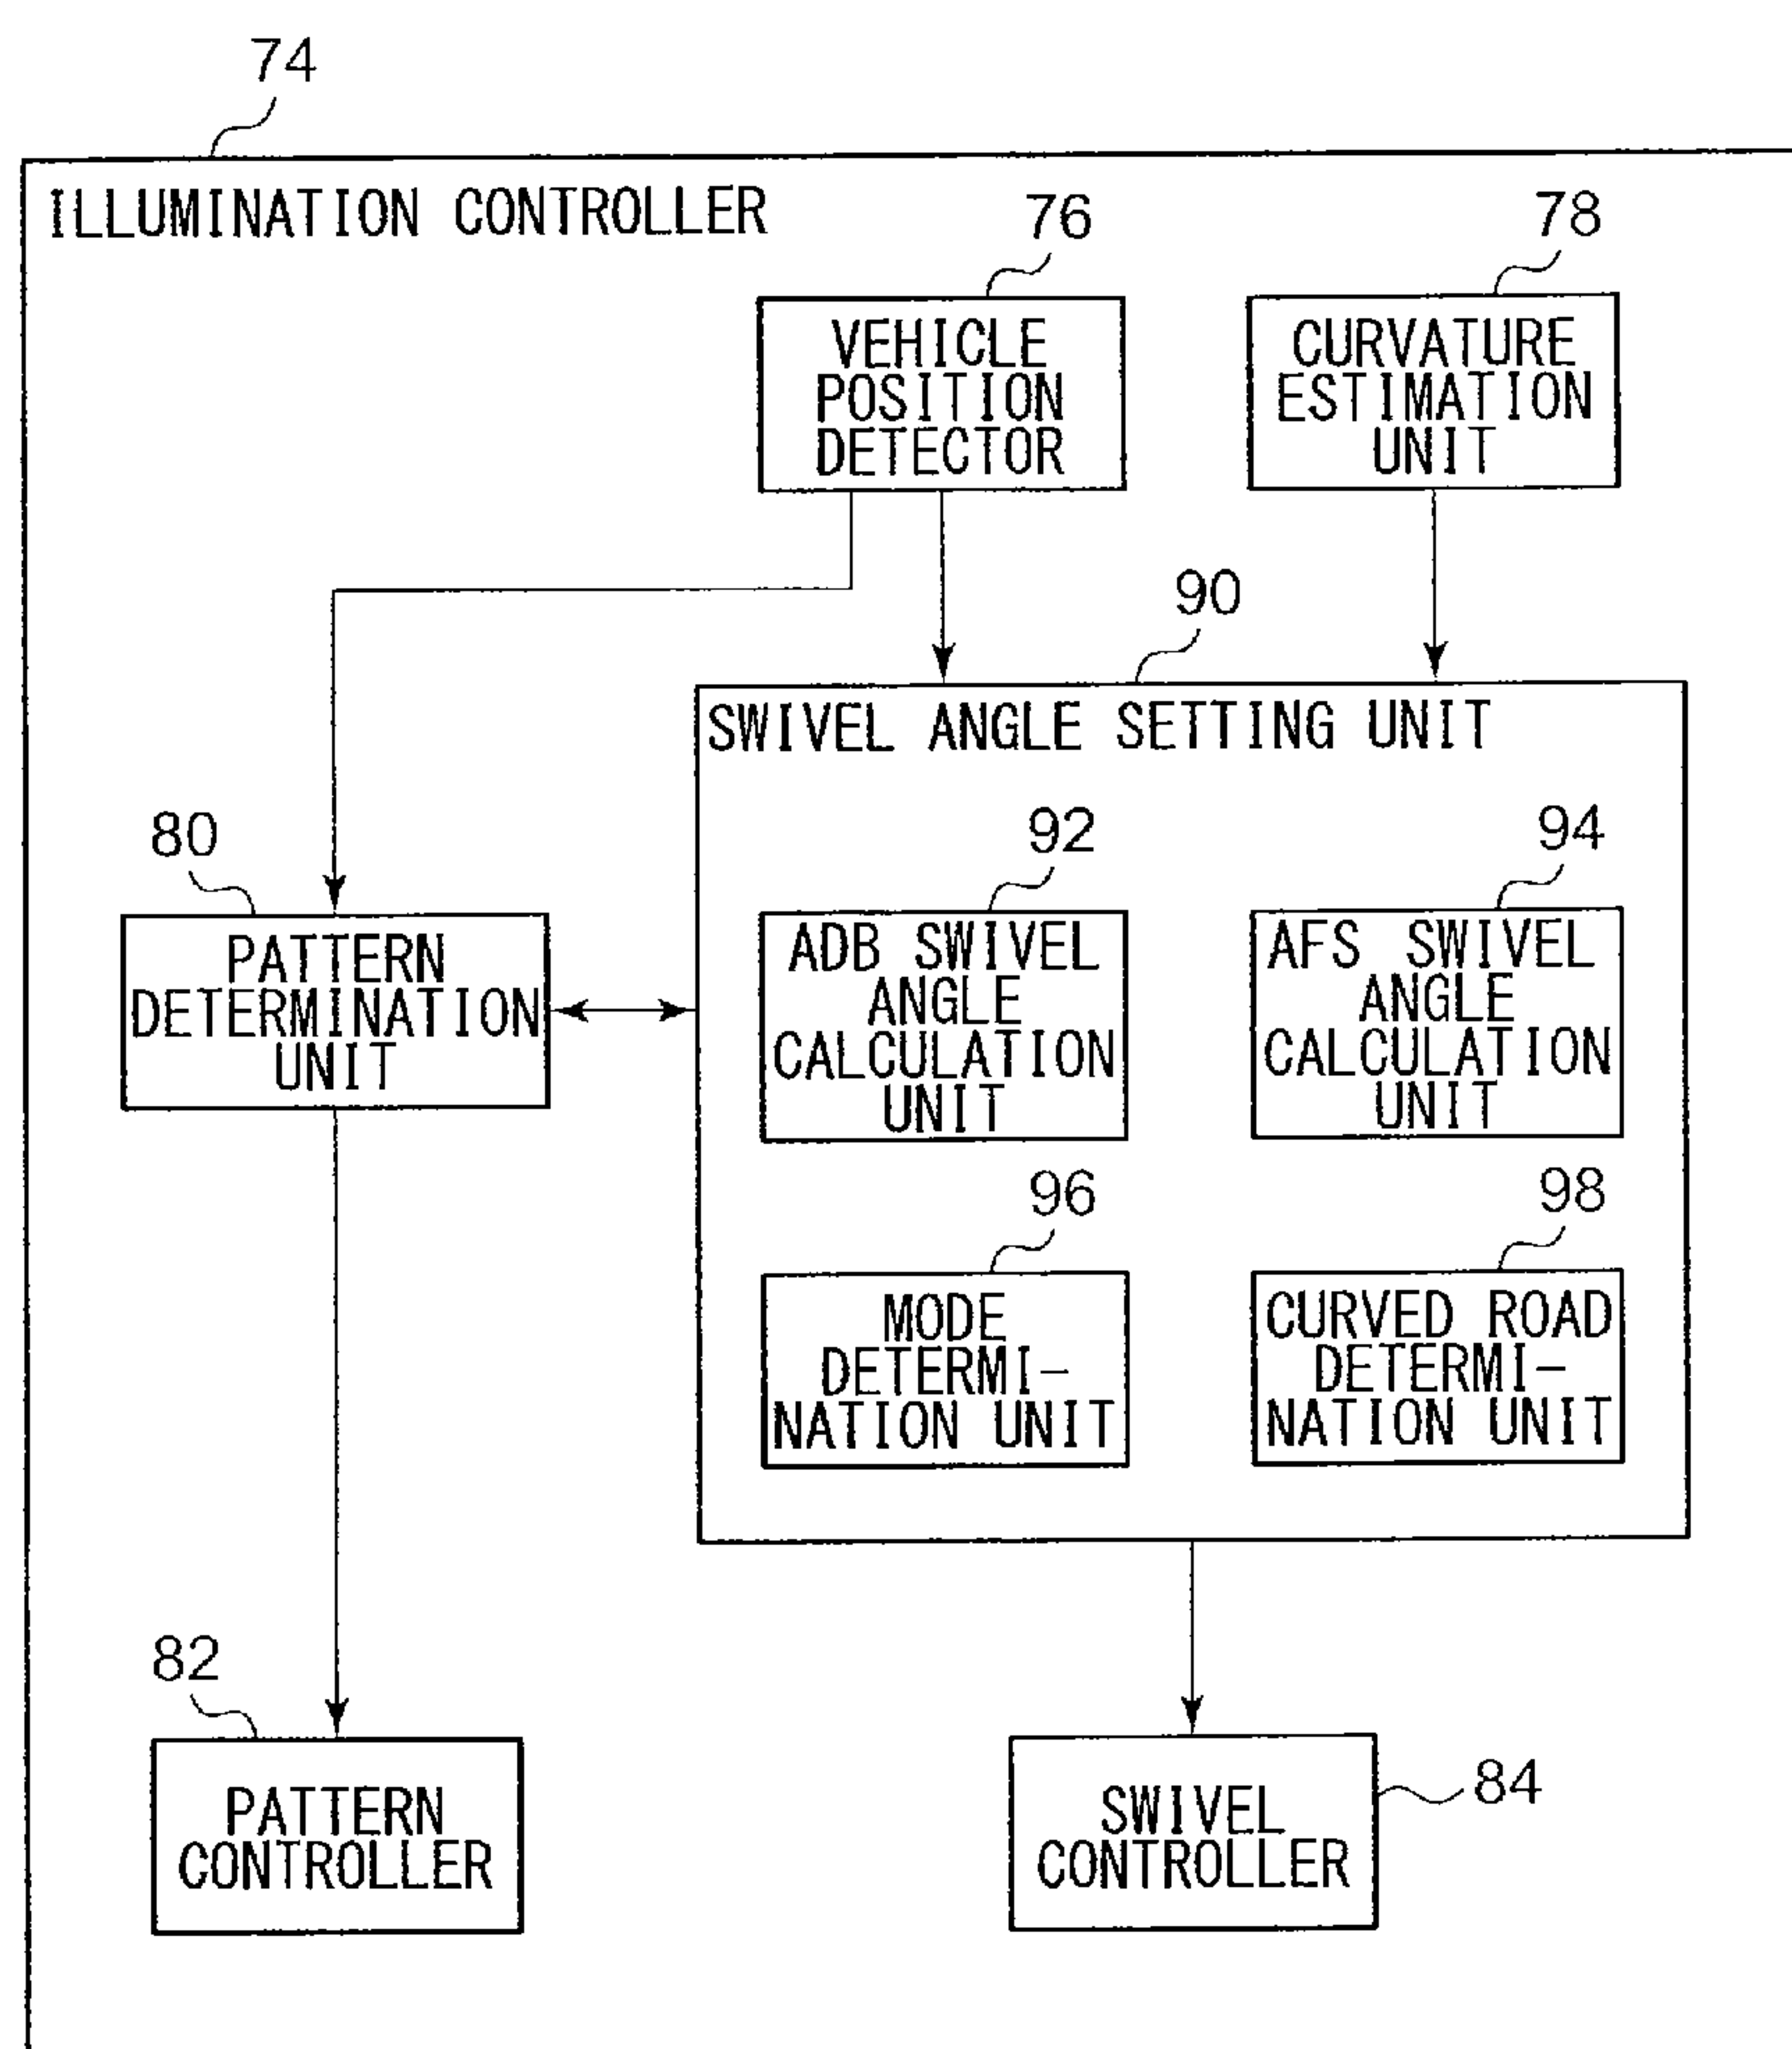 74
ILLUMINATION CONTROLLER
76
78
VEHICLE
POSITION
DETECTOR
CURVATURE
ESTIMATION
UNIT
90
SWIVEL ANGLE SETTING UNIT
80
PATTERN
DETERMINATION
UNIT
92
ADB SWIVEL
ANGLE
CALCULATION
UNIT
94
AFS SWIVEL
ANGLE
CALCULATION
UNIT
96
MODE
DETERMI-
NATION UNIT
98
CURVED ROAD
DETERMI-
NATION UNIT
82
PATTERN
CONTROLLER
SWIVEL
CONTROLLER
84